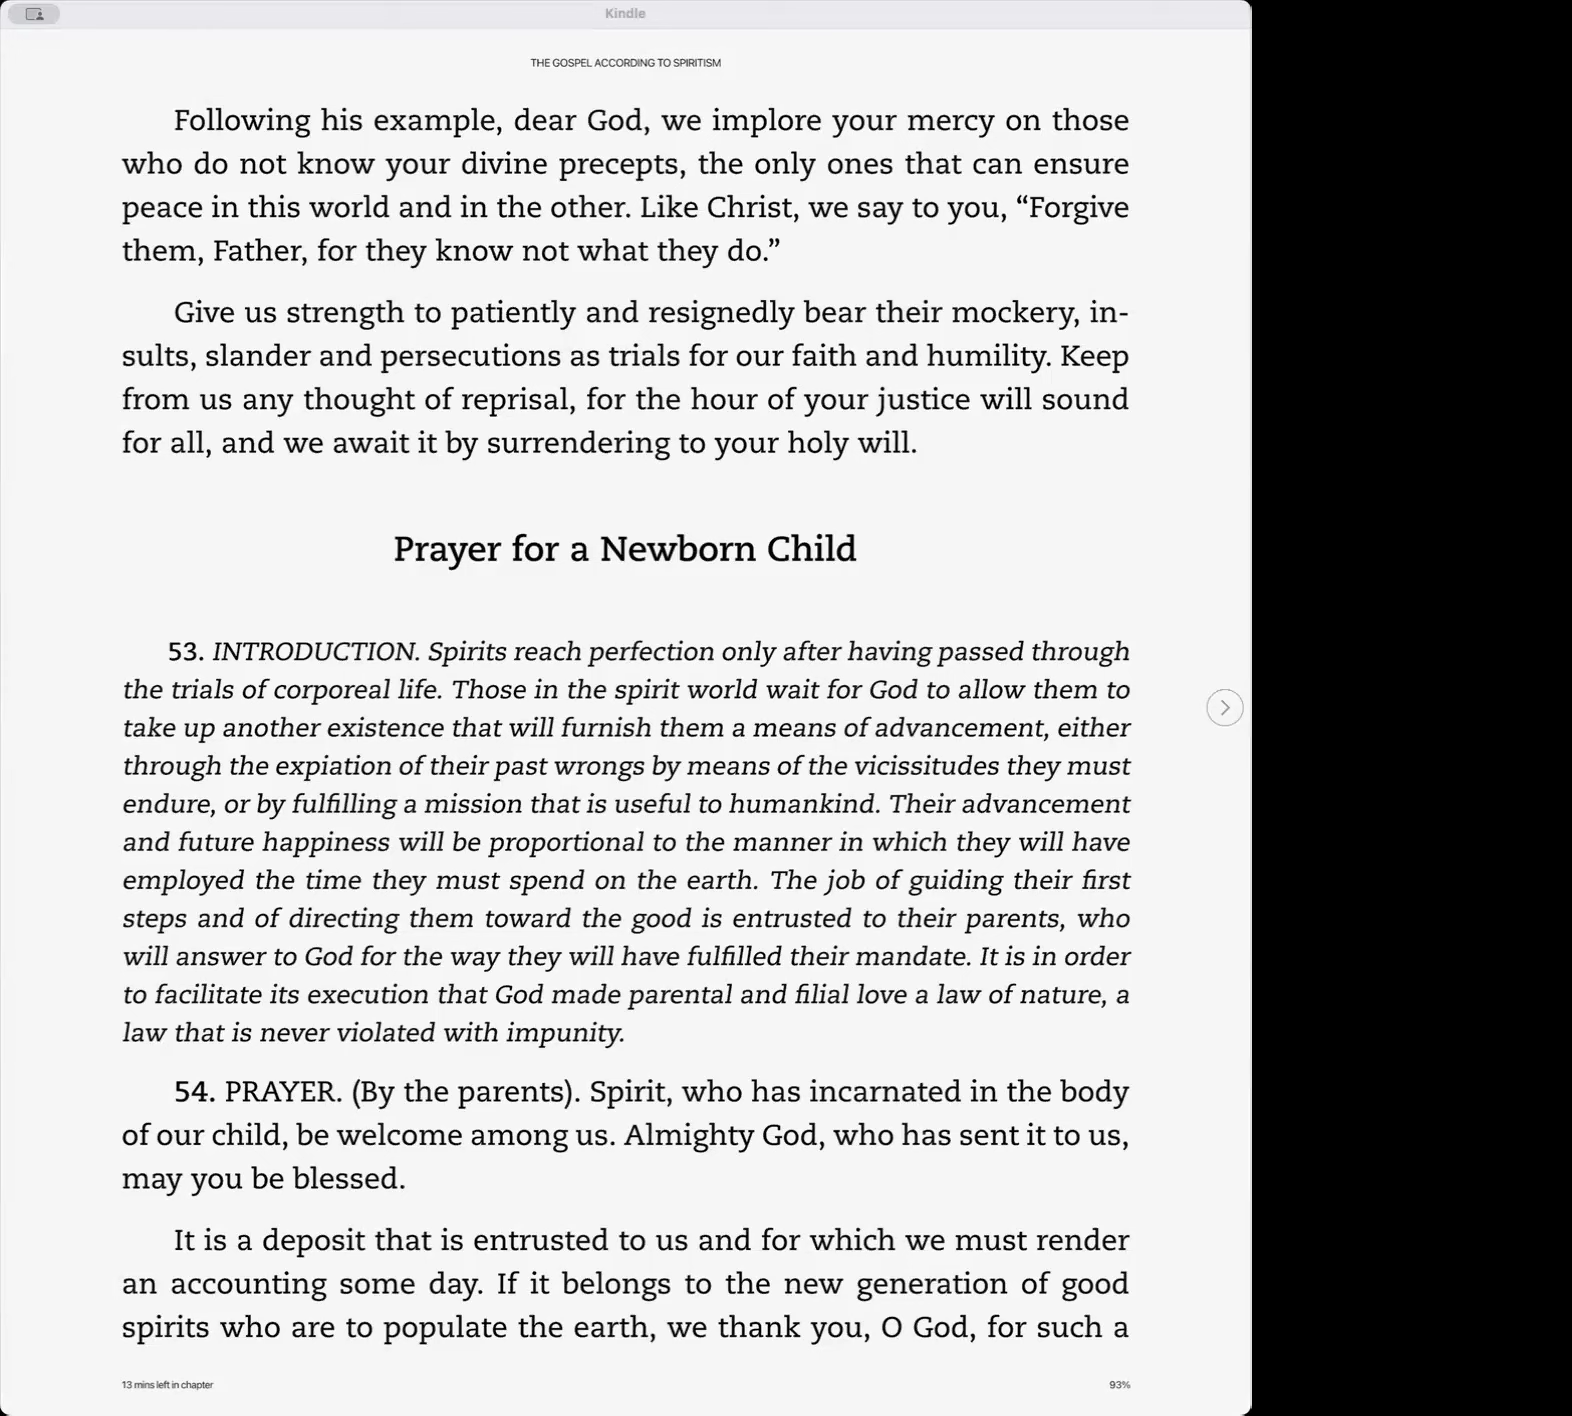 Kindle
THE GOSPEL ACCORDING TO SPIRITISM
Following his example, dear God, we implore your mercy on those
who do not know your divine precepts, the only ones that can ensure
peace in this world and in the other. Like Christ, we say to you, “Forgive
them, Father, for they know not what they do.”
Give us strength to patiently and resignedly bear their mockery, in-
sults, slander and persecutions as trials for our faith and humility. Keep
from us any thought of reprisal, for the hour of your justice will sound
for all, and we await it by surrendering to your holy will.
Prayer for a Newborn Child
53. INTRODUCTION. Spirits reach perfection only after having passed through
the trials of corporeal life. Those in the spirit world wait for God to allow them to
take up another existence that will furnish them a means of advancement, either
through the expiation of their past wrongs by means of the vicissitudes they must
endure, or by fulfilling a mission that is useful to humankind. Their advancement
and future happiness will be proportional to the manner in which they will have
employed the time they must spend on the earth. The job of guiding their first
steps and of directing them toward the good is entrusted to their parents, who
will answer to God for the way they will have fulfilled their mandate. It is in order
to facilitate its execution that God made parental and filial love a law of nature, a
law that is never violated with impunity.
54. PRAYER. (By the parents). Spirit, who has incarnated in the body
of our child, be welcome among us. Almighty God, who has sent it to us,
may you be blessed.
It is a deposit that is entrusted to us and for which we must render
an accounting some day. If it belongs to the new generation of good
spirits who are to populate the earth, we thank you, O God, for such a
13 mins left in chapter
93%